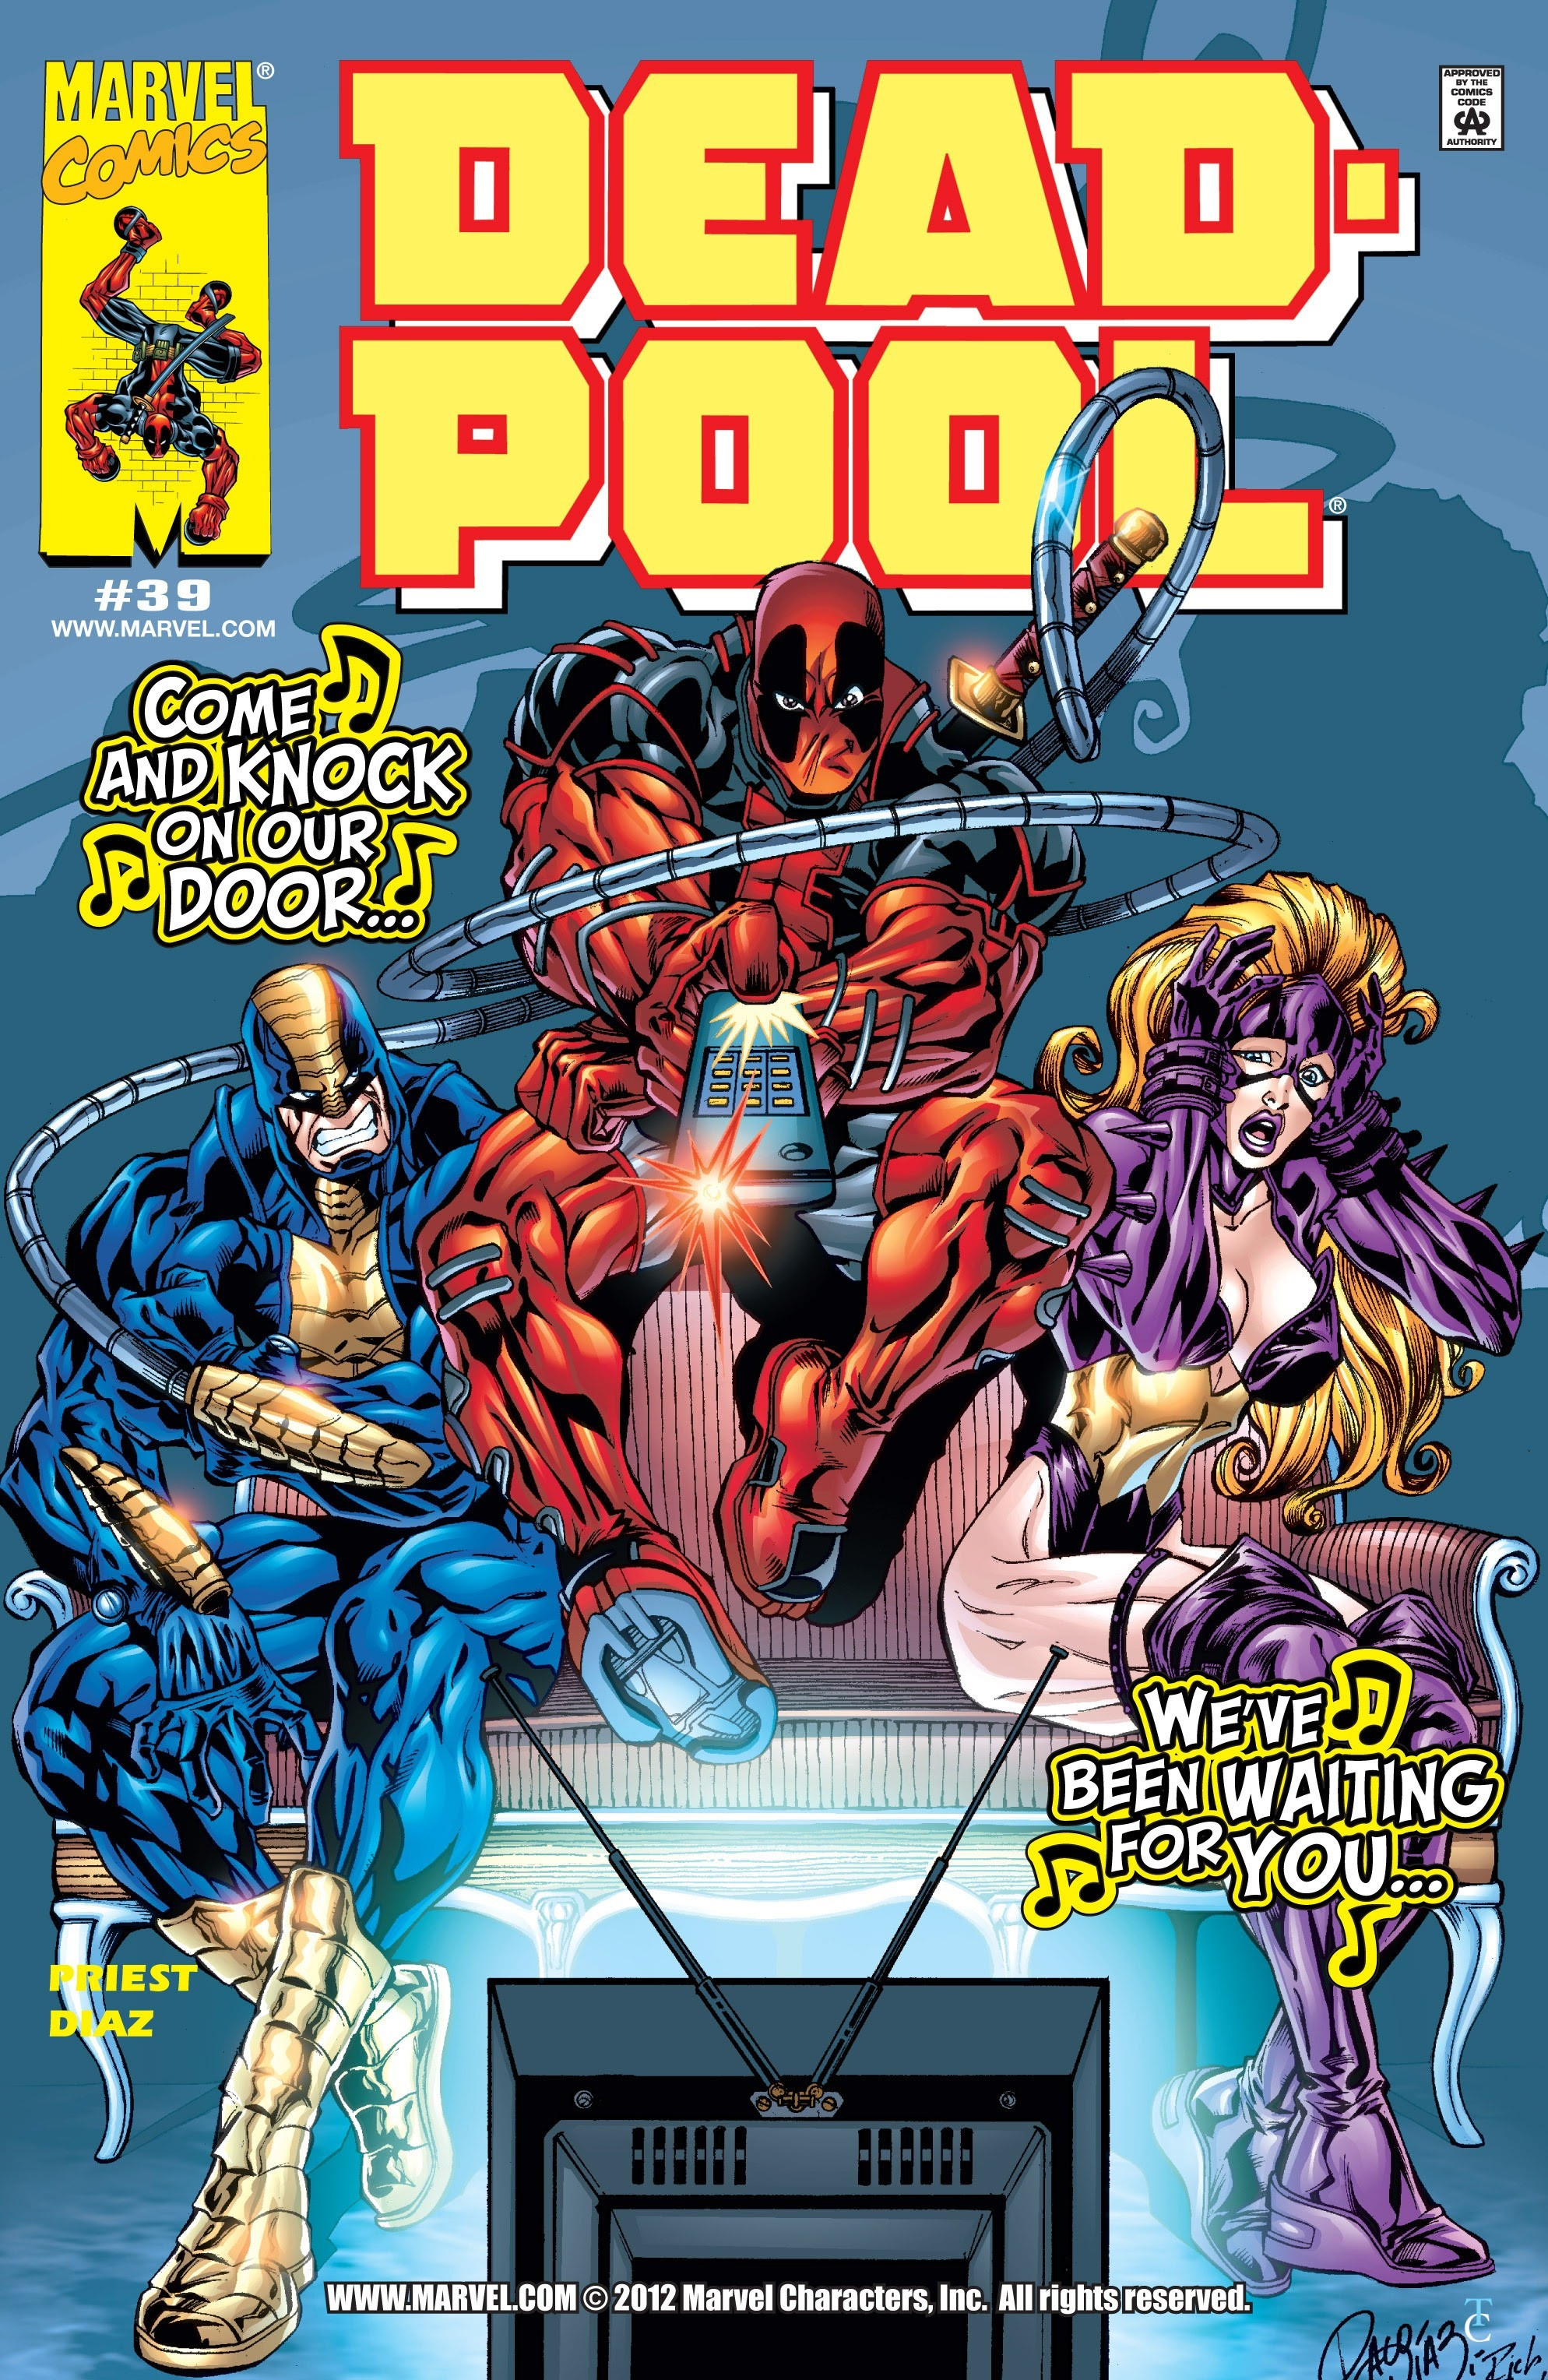 MARVEL®
COMICS
#39
WWW.MARVEL.COM
DEAD-
POOL®
APPROVED
BY THE
COMICS
CODE
CA
AUTHORITY
COME
AND KNOCK
ON OUR
DOOR...
WE'VE
BEEN WAITING
FOR YOU...
PRIEST
DIAZ
WWW.MARVEL.COM © 2012 Marvel Characters, Inc. All rights reserved.
TC